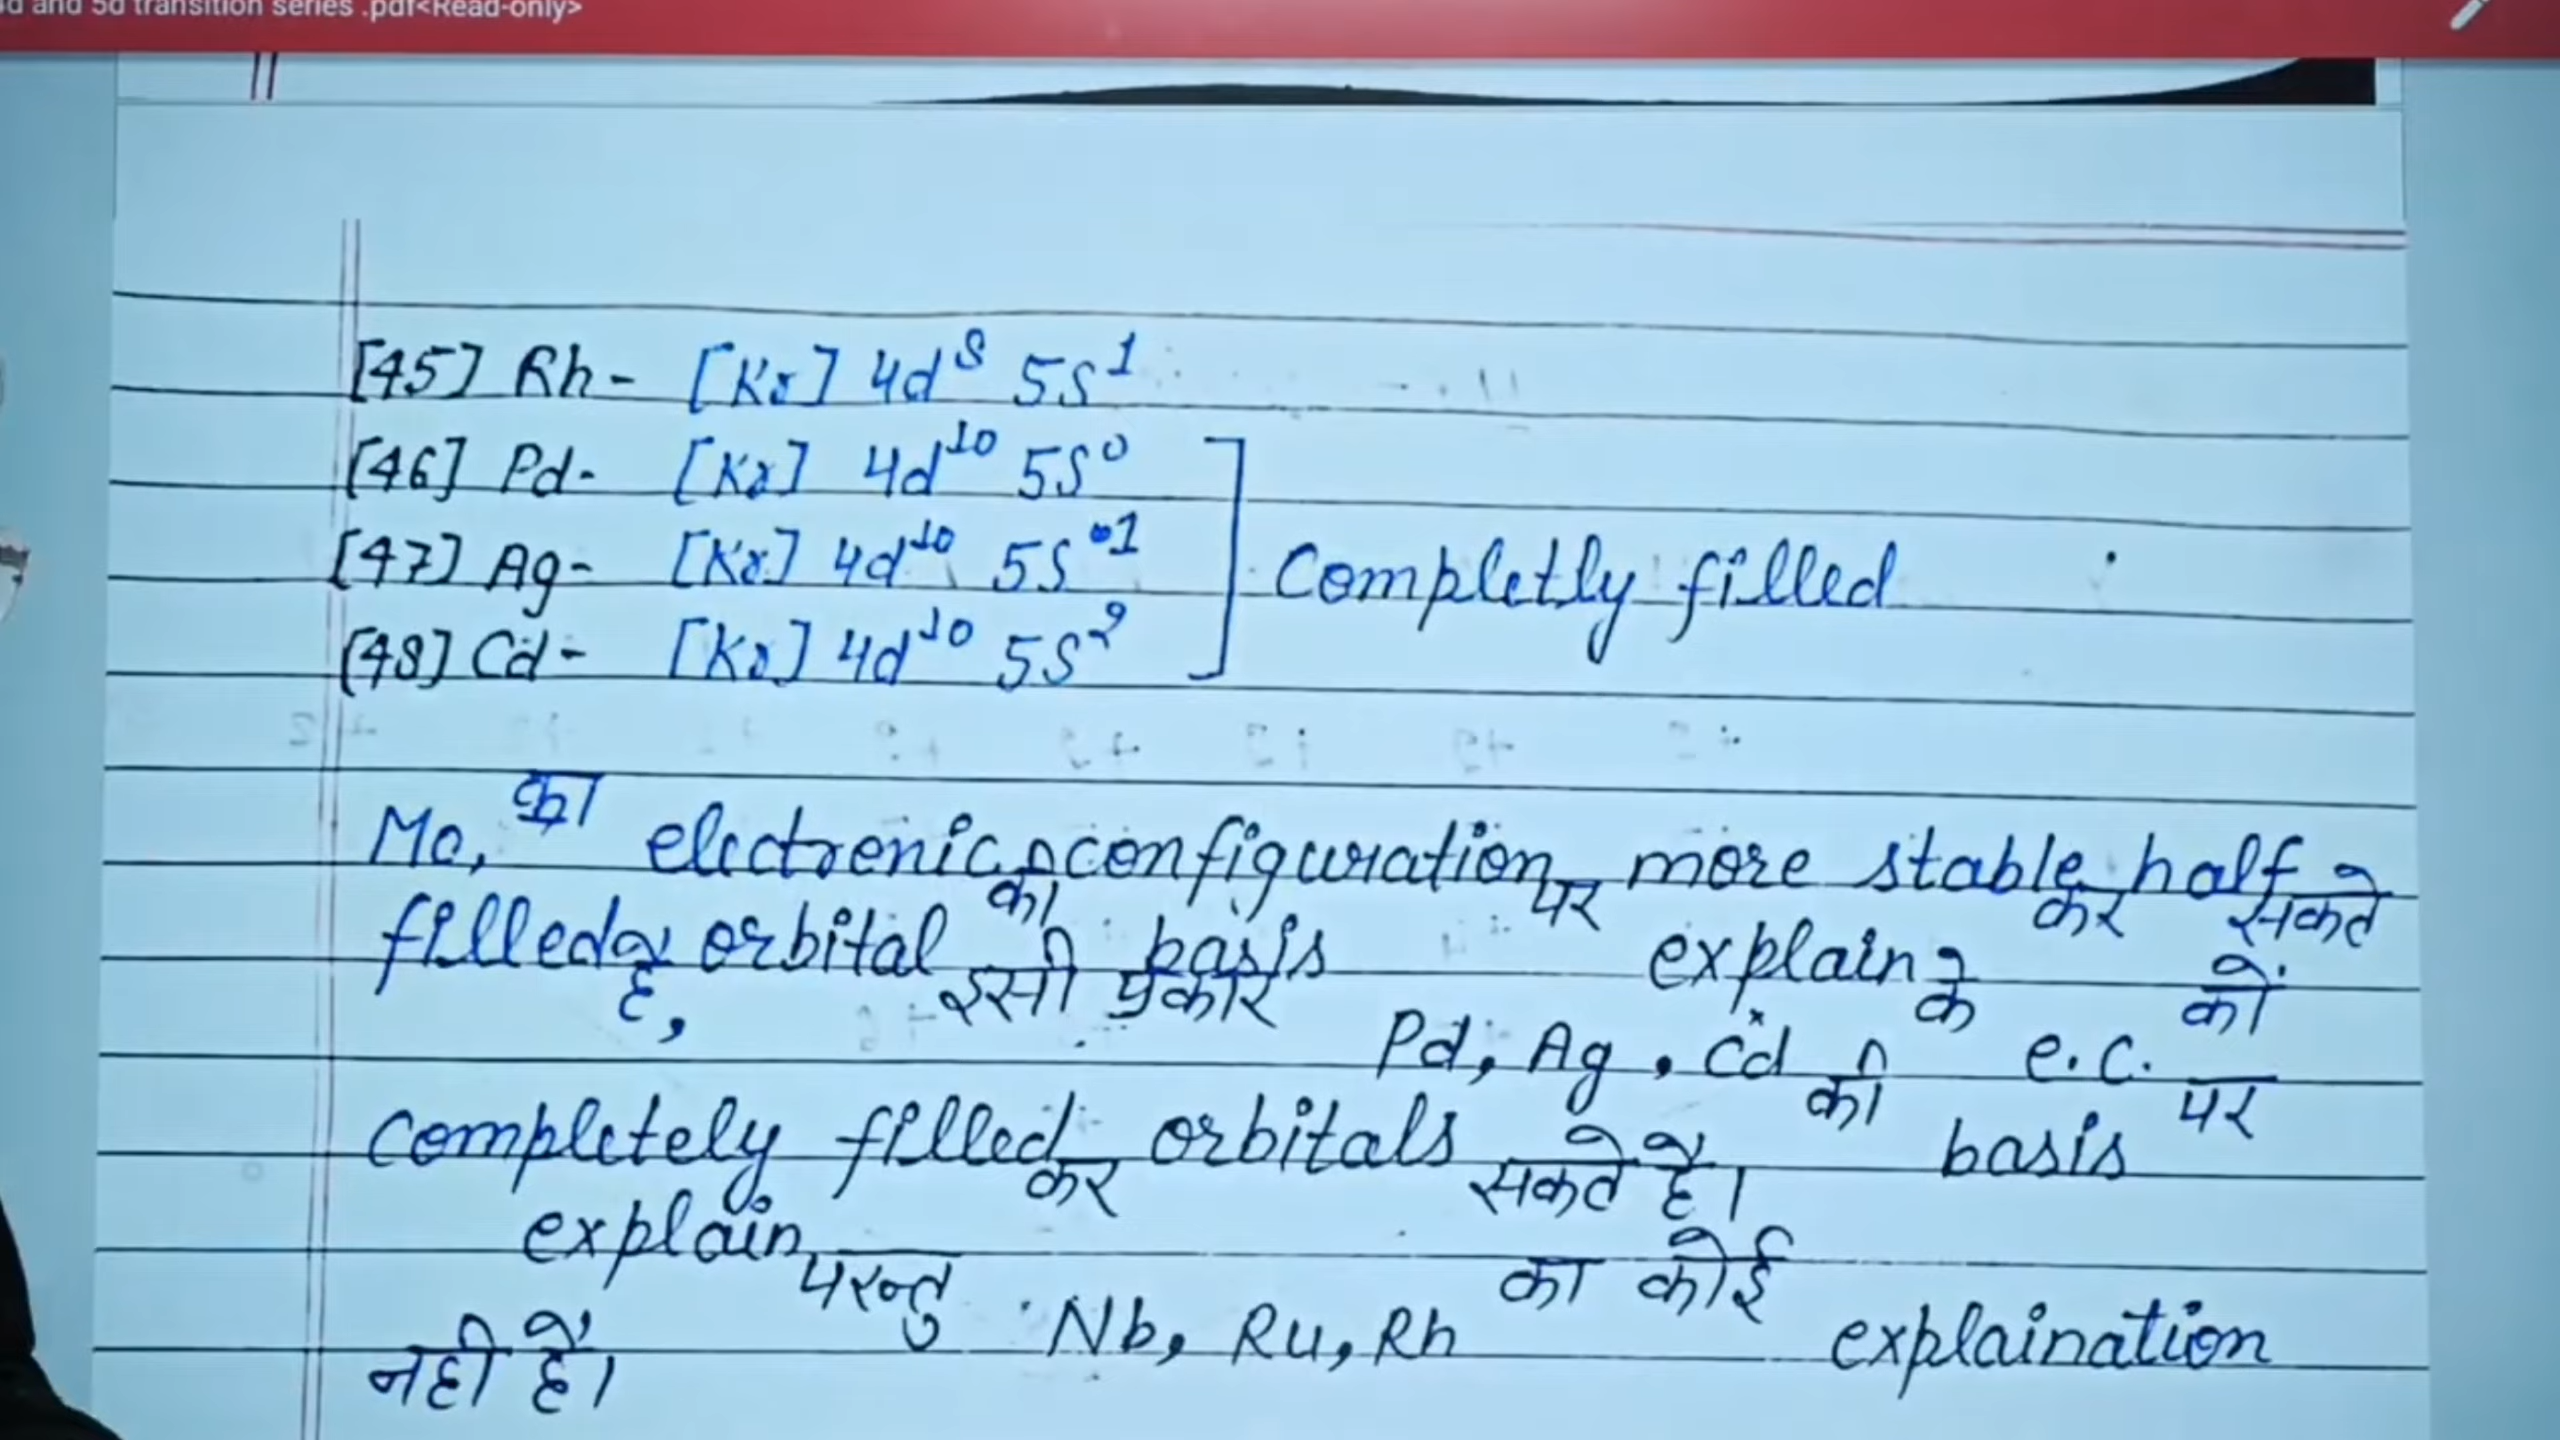 d and 5d transition series .pdf<Read-only>
[45] Rh- [Kr] 4d⁸ 5S¹
[46] Pd- [Kr] 4d¹⁰ 5S⁰
[47] Ag- [Kr] 4d¹⁰ 5S¹
[48] Cd- [Kr] 4d¹⁰ 5S²
Completly filled
Mo, का electronic configuration की more stable half
filled orbital के basis पर explain कर सकते
हैं, इसी प्रकार Pd, Ag, Cd के e.c. को
completely filled orbitals की basis पर
explain कर सकते हैं।
परन्तु Nb, Ru, Rh का कोई explaination
नही हैं।